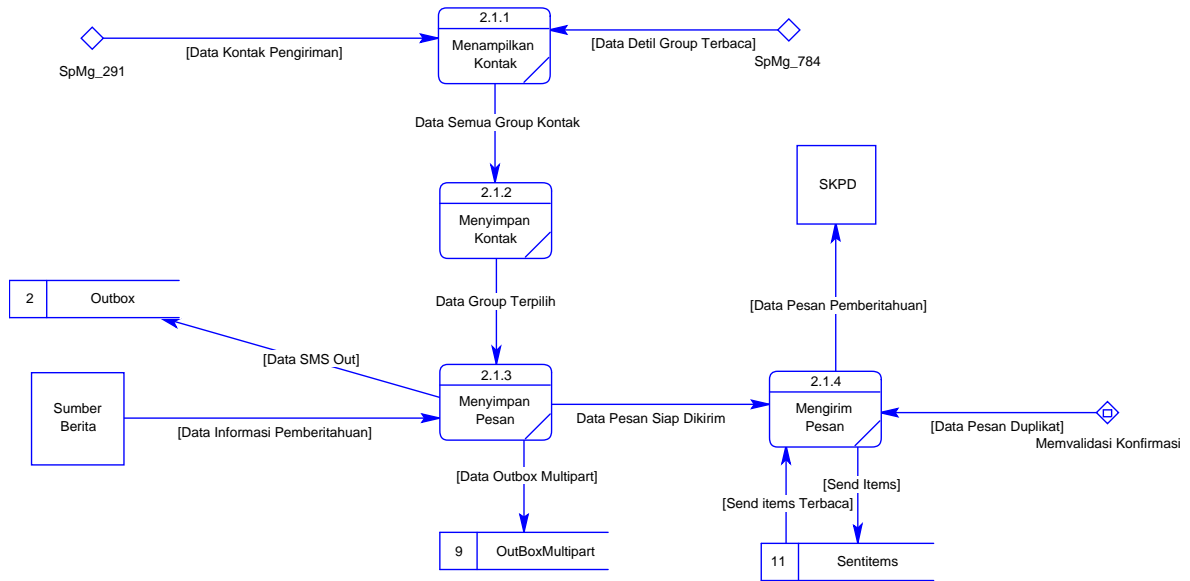 2.1.1
Menampilkan
Kontak
[Data Kontak Pengiriman]
SpMg_291
[Data Detil Group Terbaca]
SpMg_784
Data Semua Group Kontak
2.1.2
Menyimpan
Kontak
SKPD
Data Group Terpilih
2
Outbox
[Data Pesan Pemberitahuan]
[Data SMS Out]
2.1.3
Menyimpan
Pesan
Sumber
Berita
[Data Informasi Pemberitahuan]
Data Pesan Siap Dikirim
2.1.4
Mengirim
Pesan
[Data Pesan Duplikat]
Memvalidasi Konfirmasi
[Data Outbox Multipart]
[Send Items]
[Send items Terbaca]
9
OutBoxMultipart
11
Sentitems